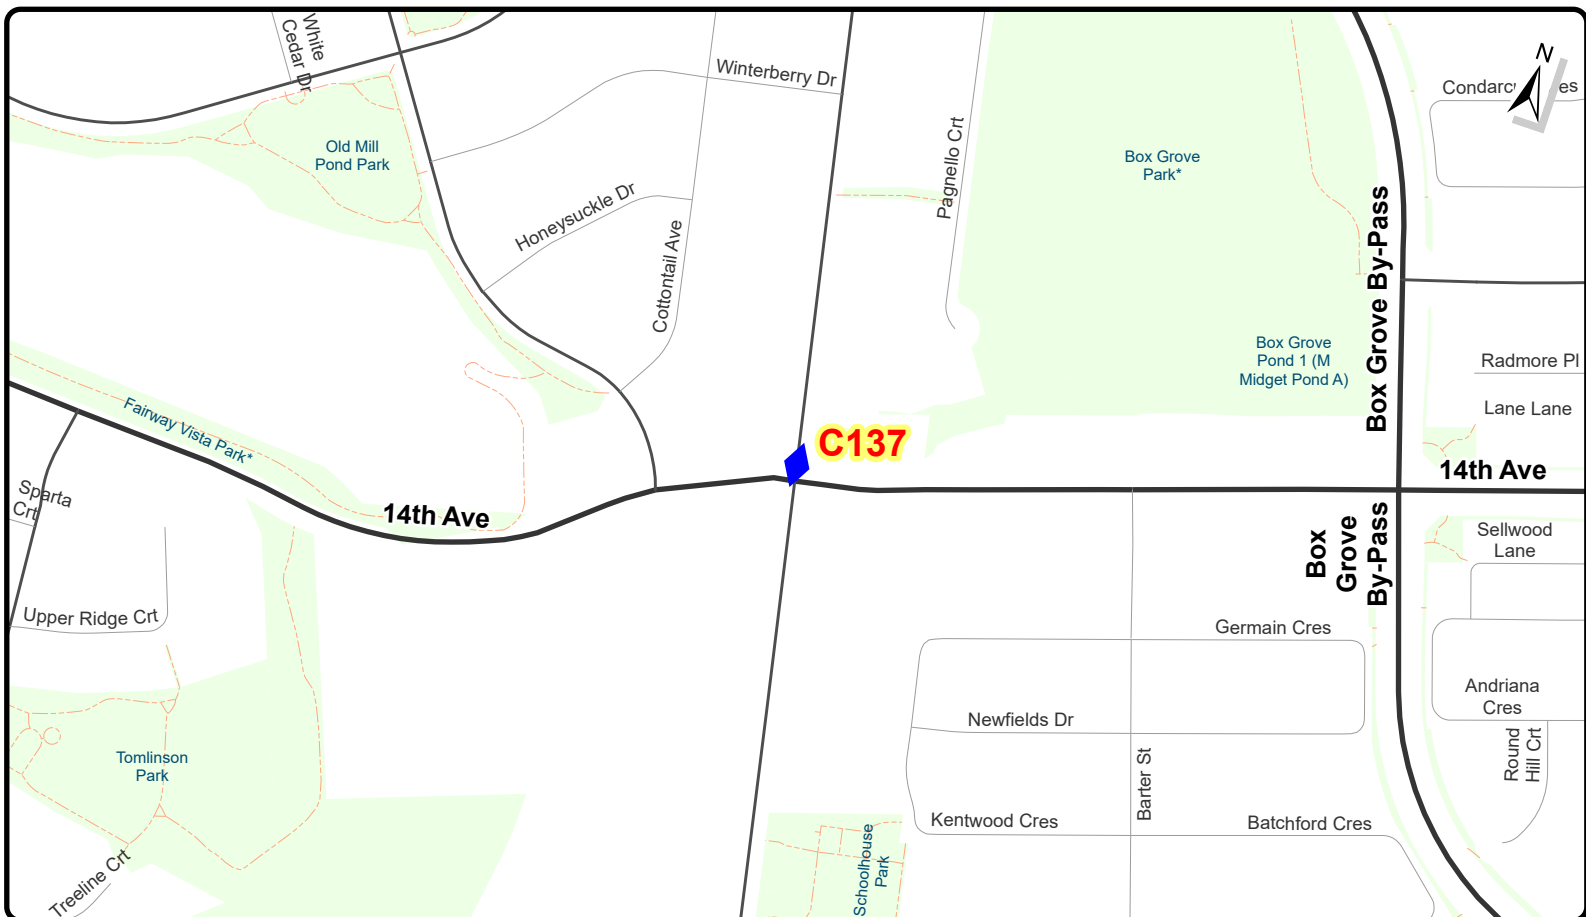 White
Cedar Dr
Winterberry Dr
N
Old Mill
Pond Park
Honeysuckle Dr
Cottontail Ave
Pagnello Crt
Box Grove
Park*
Box Grove By-Pass
Box Grove
Pond 1 (M
Midget Pond A)
Radmore Pl
Lane Lane
Fairway Vista Park*
C137
14th Ave
14th Ave
Sparta
Crt
Box
Grove
By-Pass
Sellwood
Lane
Upper Ridge Crt
Germain Cres
Andriana
Cres
Newfields Dr
Round
Hill Crt
Tomlinson
Park
Barter St
Kentwood Cres
Batchford Cres
Schoolhouse
Park
Treeline Crt